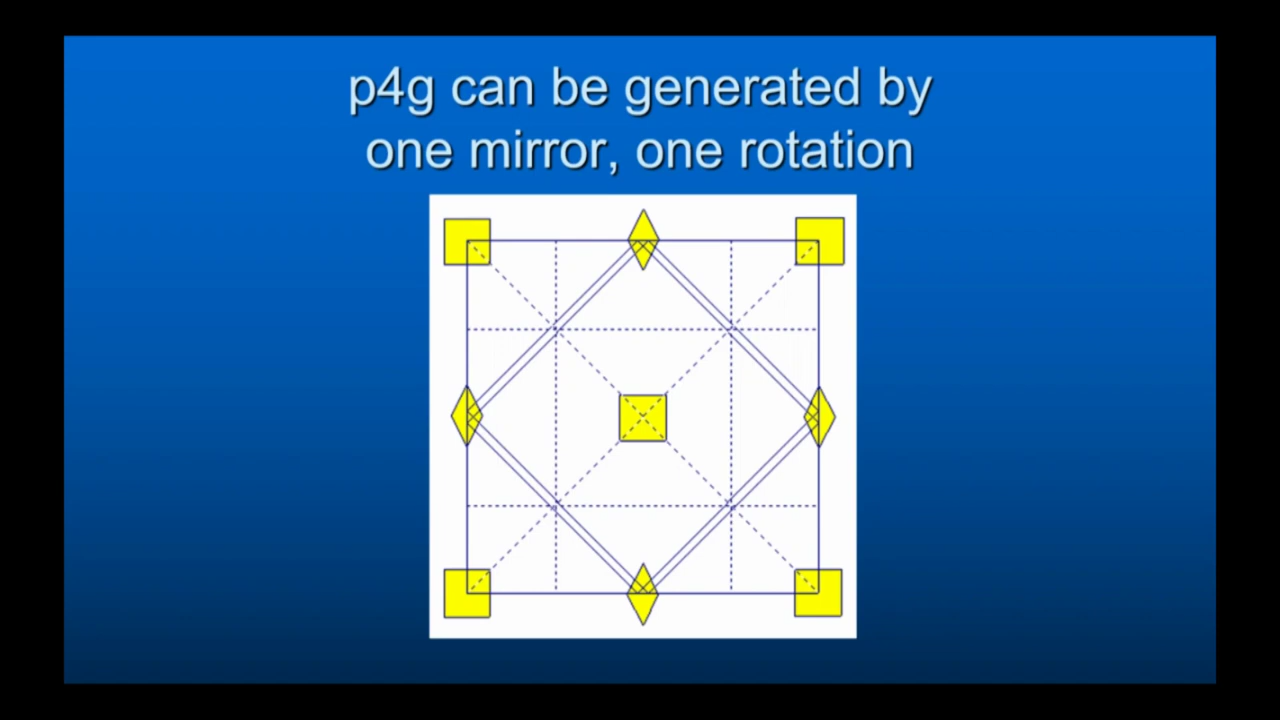 p4g can be generated by
one mirror, one rotation